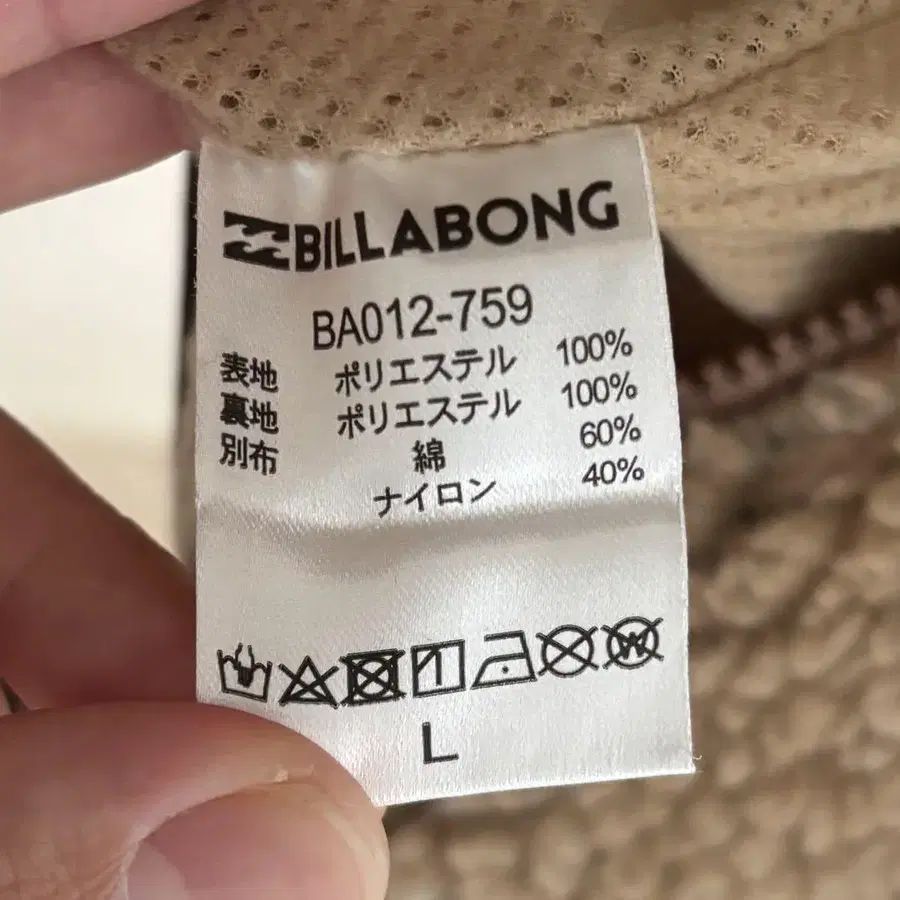 BILLABONG
BA012-759
表地 ポリエステル 100%
裏地 ポリエステル 100%
別布 綿 60%
ナイロン 40%
L